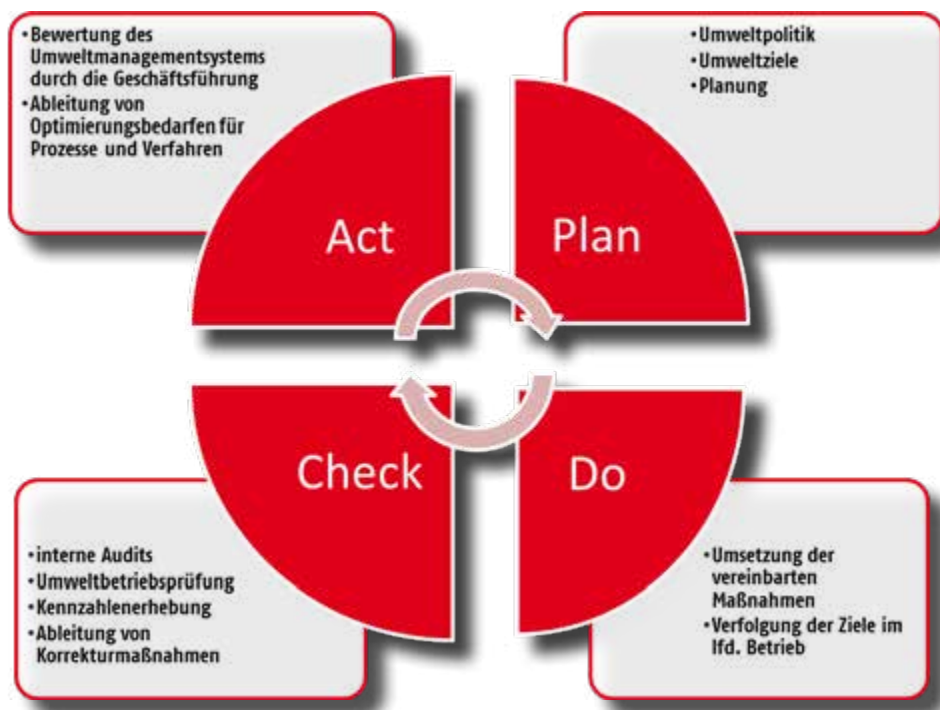 •Bewertung des
Umweltmanagementsystems
durch die Geschäftsführung
•Ableitung von
Optimierungsbedarfen für
Prozesse und Verfahren
•Umweltpolitik
•Umweltziele
•Planung
Act
Plan
Check
Do
•interne Audits
•Umweltbetriebsprüfung
•Kennzahlenerhebung
•Ableitung von
Korrekturmaßnahmen
•Umsetzung der
vereinbarten
Maßnahmen
•Verfolgung der Ziele im
lfd. Betrieb